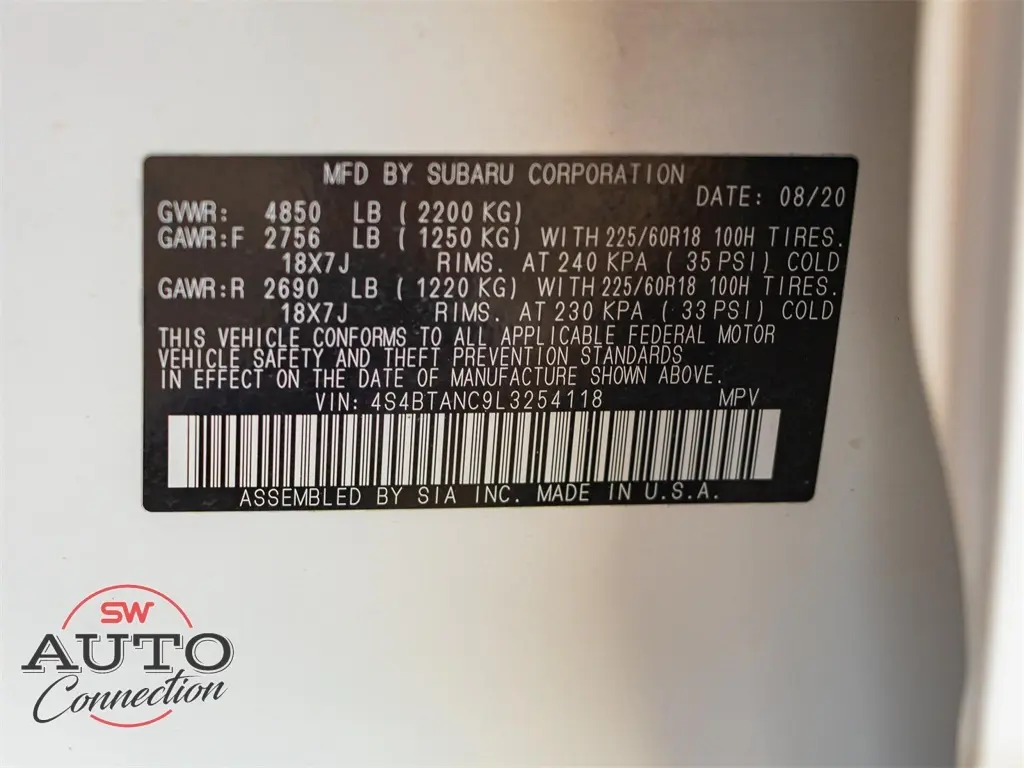 MFD BY SUBARU CORPORATION
DATE: 08/20
GVWR: 4850 LB ( 2200 KG)
GAWR:F 2756 LB ( 1250 KG) WITH 225/60R18 100H TIRES.
18X7J RIMS. AT 240 KPA ( 35 PSI) COLD
GAWR:R 2690 LB ( 1220 KG) WITH 225/60R18 100H TIRES.
18X7J RIMS. AT 230 KPA ( 33 PSI) COLD
THIS VEHICLE CONFORMS TO ALL APPLICABLE FEDERAL MOTOR
VEHICLE SAFETY AND THEFT PREVENTION STANDARDS
IN EFFECT ON THE DATE OF MANUFACTURE SHOWN ABOVE.
VIN: 4S4BTANC9L3254118 MPV
ASSEMBLED BY SIA INC. MADE IN U.S.A.
SW
AUTO
Connection